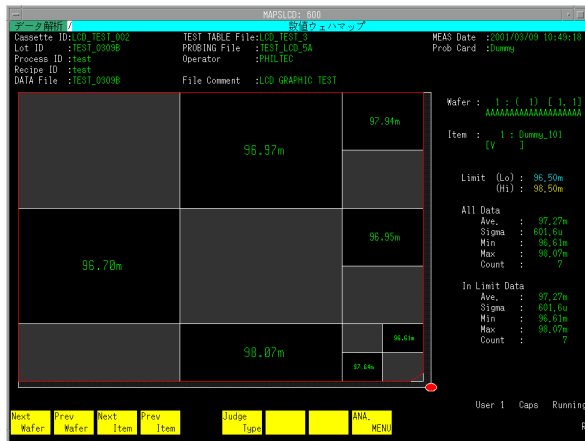 MAPSLCD: 600
データ解析 数値ウェハマップ
Cassette ID:LCD_TEST_002 TEST TABLE File:LCD_TEST_3 MEAS Date :2001/03/09 10:49:18
Lot ID :TEST_0309B PROBING File :TEST_LCD_5A Prob Card :Dummy
Process ID :test Operator :PHILTEC
Recipe ID :test
DATA File :TEST_0309B File Comment :LCD GRAPHIC TEST
Wafer : 1 : ( 1) [ 1, 1]
AAAAAAAAAAAAAAAAAAAA
97.94m
Item : 1 : Dummy_101
[V ]
96.97m
Limit (Lo) : 96.50m
(Hi) : 98.50m
All Data
Ave. : 97.27m
Sigma : 601.6u
Min : 96.61m
Max : 98.07m
Count : 7
96.95m
96.70m
In Limit Data
Ave. : 97.27m
Sigma : 601.6u
Min : 96.61m
Max : 98.07m
Count : 7
96.61m
98.07m
97.64m
User 1 Caps Running
Next Wafer
Prev Wafer
Next Item
Prev Item
Judge Type
ANA. MENU